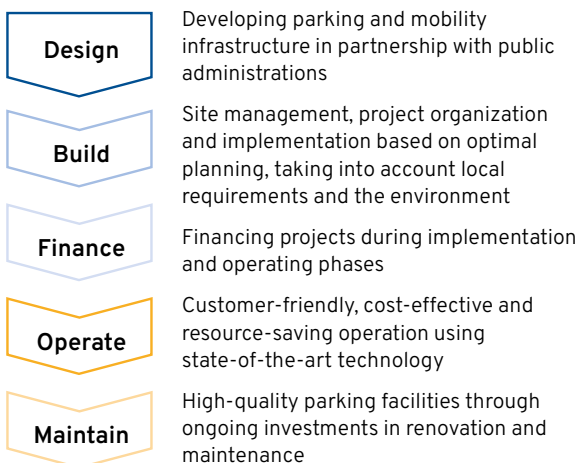 Design
Developing parking and mobility
infrastructure in partnership with public
administrations
Build
Site management, project organization
and implementation based on optimal
planning, taking into account local
requirements and the environment
Finance
Financing projects during implementation
and operating phases
Operate
Customer-friendly, cost-effective and
resource-saving operation using
state-of-the-art technology
Maintain
High-quality parking facilities through
ongoing investments in renovation and
maintenance